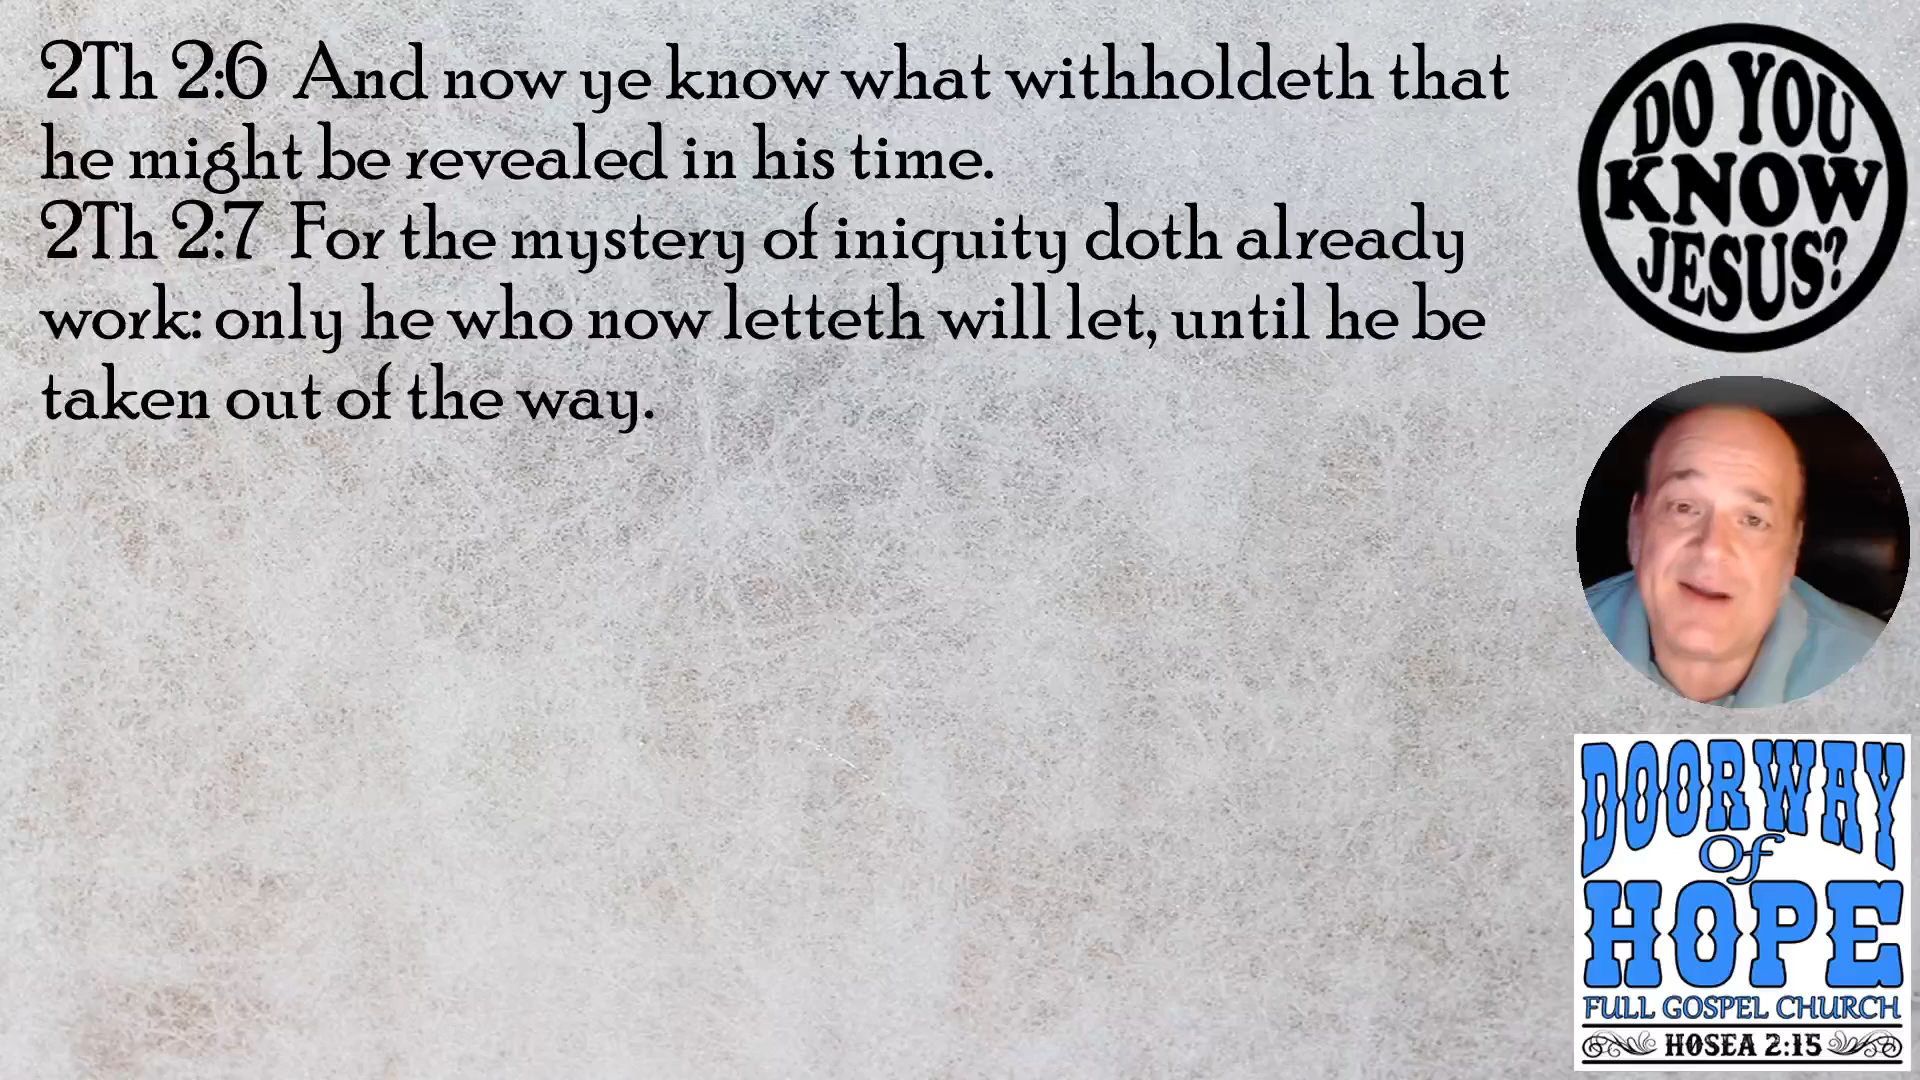 2Th 2:6 And now ye know what withholdeth that
he might be revealed in his time.
2Th 2:7 For the mystery of iniquity doth already
work: only he who now letteth will let, until he be
taken out of the way.
DO YOU
KNOW
JESUS?
DOORWAY
Of
HOPE
FULL GOSPEL CHURCH
HOSEA 2:15